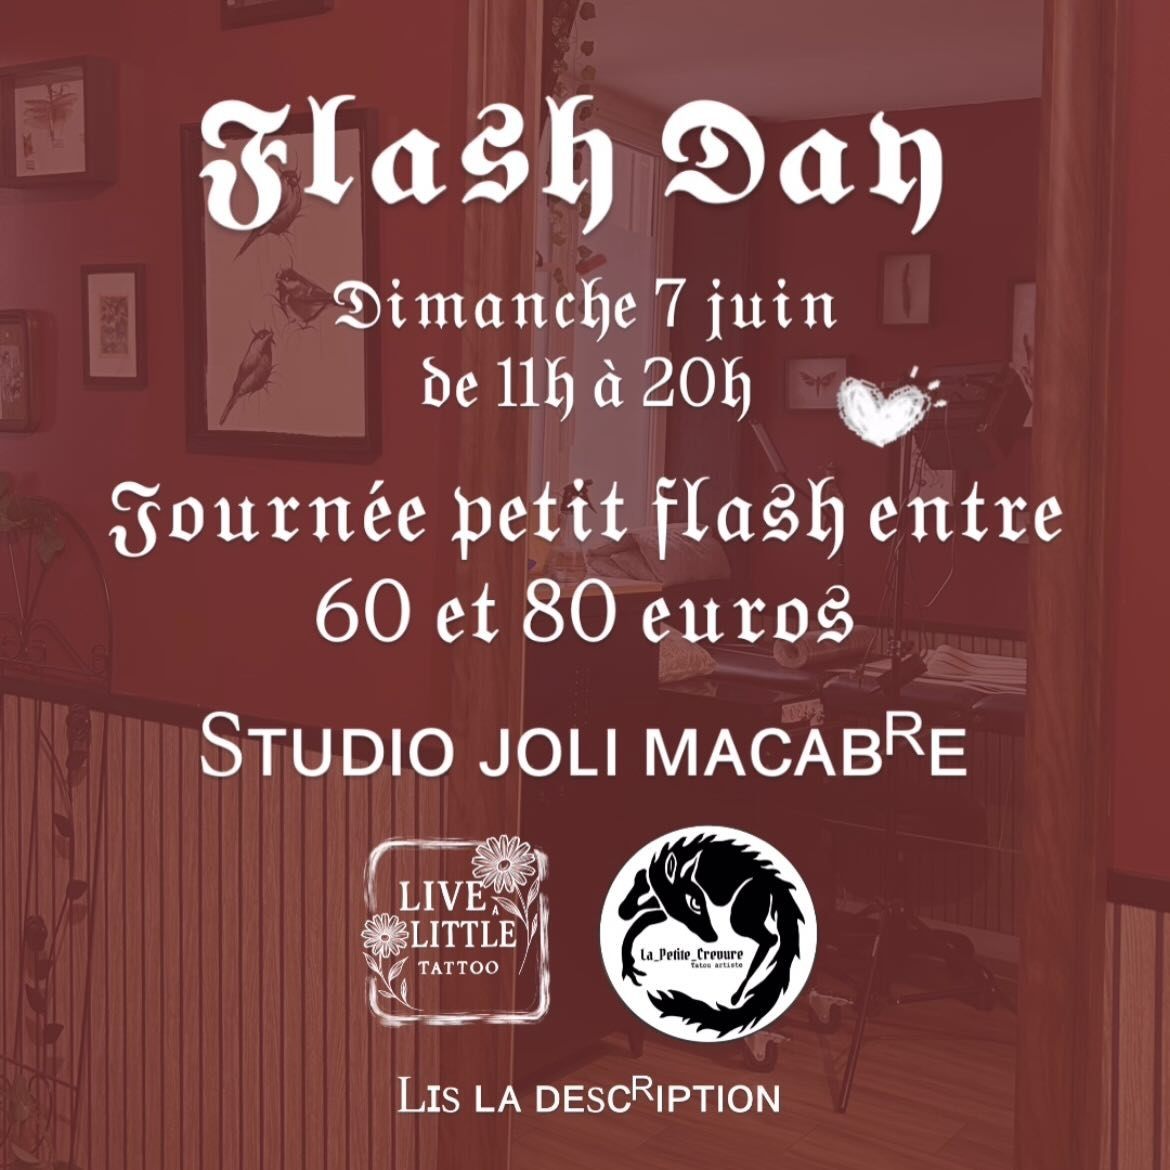 Flash Day
Dimanche 7 juin
de 11h à 20h
Journée petit flash entre
60 et 80 euros
Studio joli macabre
LIVE
A
LITTLE
TATTOO
La_Petite_Crevure
Tatou artiste
Lis la description